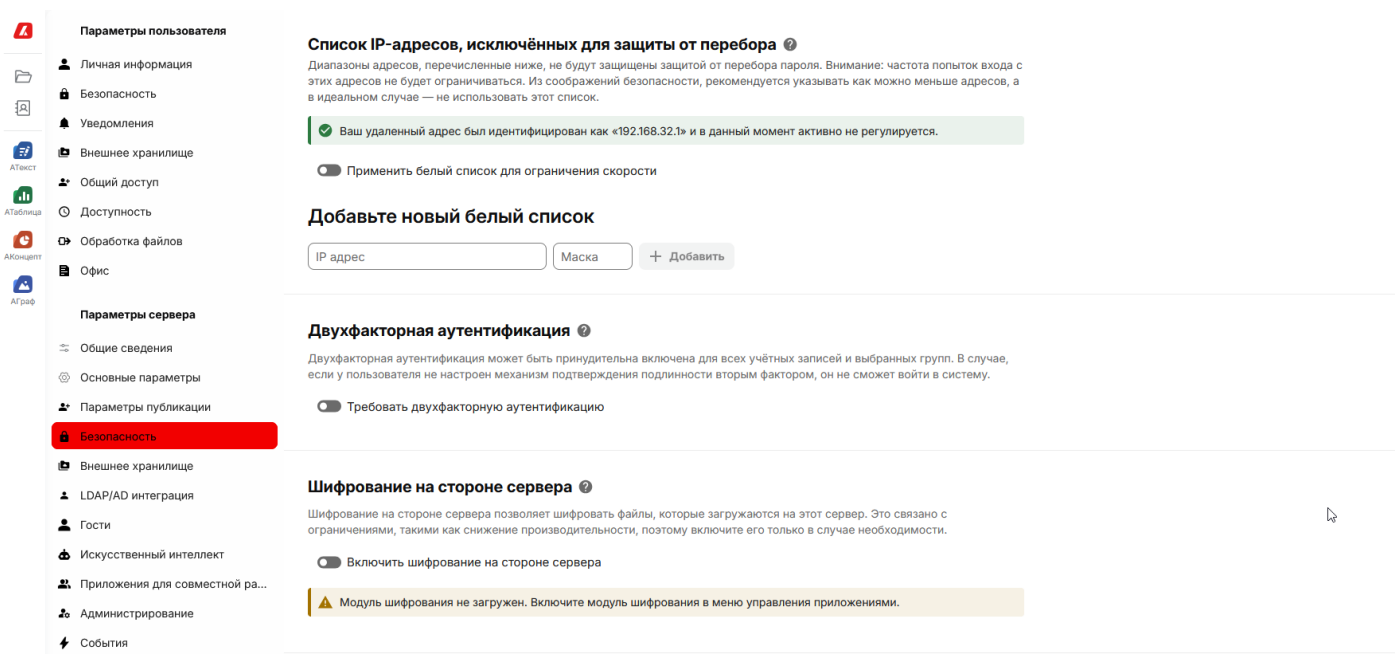 Параметры пользователя
Личная информация
Безопасность
Уведомления
Внешнее хранилище
Общий доступ
Доступность
Обработка файлов
Офис
Параметры сервера
Общие сведения
Основные параметры
Параметры публикации
Безопасность
Внешнее хранилище
LDAP/AD интеграция
Гости
Искусственный интеллект
Приложения для совместной ра...
Администрирование
События
АТекст
АТаблица
АКонцепт
АГраф
Список IP-адресов, исключённых для защиты от перебора
Диапазоны адресов, перечисленные ниже, не будут защищены от перебора пароля. Внимание: частота попыток входа с
этих адресов не будет ограничиваться. Из соображений безопасности, рекомендуется указывать как можно меньше адресов, а
в идеальном случае — не использовать этот список.
Ваш удаленный адрес был идентифицирован как «192.168.32.1» и в данный момент активно не регулируется.
Применить белый список для ограничения скорости
Добавьте новый белый список
IP адрес
Маска
Добавить
Двухфакторная аутентификация
Двухфакторная аутентификация может быть принудительна включена для всех учётных записей и выбранных групп. В случае,
если у пользователя не настроен механизм подтверждения подлинности вторым фактором, он не сможет войти в систему.
Требовать двухфакторную аутентификацию
Шифрование на стороне сервера
Шифрование на стороне сервера позволяет шифровать файлы, которые загружаются на этот сервер. Это связано с
ограничениями, такими как снижение производительности, поэтому включите его только в случае необходимости.
Включить шифрование на стороне сервера
Модуль шифрования не загружен. Включите модуль шифрования в меню управления приложениями.